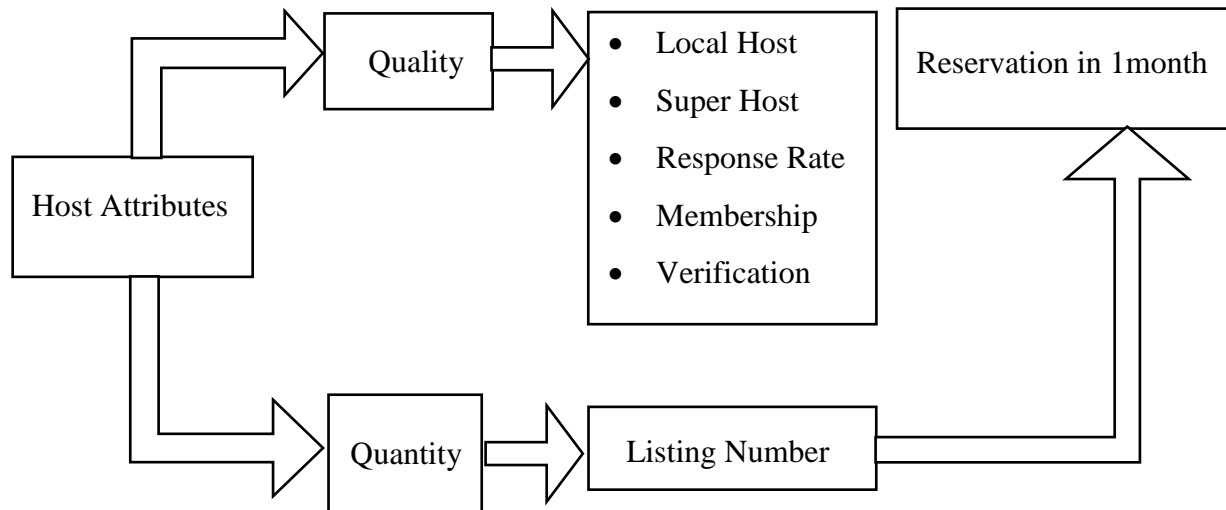 Quality
• Local Host
• Super Host
• Response Rate
• Membership
• Verification
Reservation in 1month
Host Attributes
Quantity
Listing Number